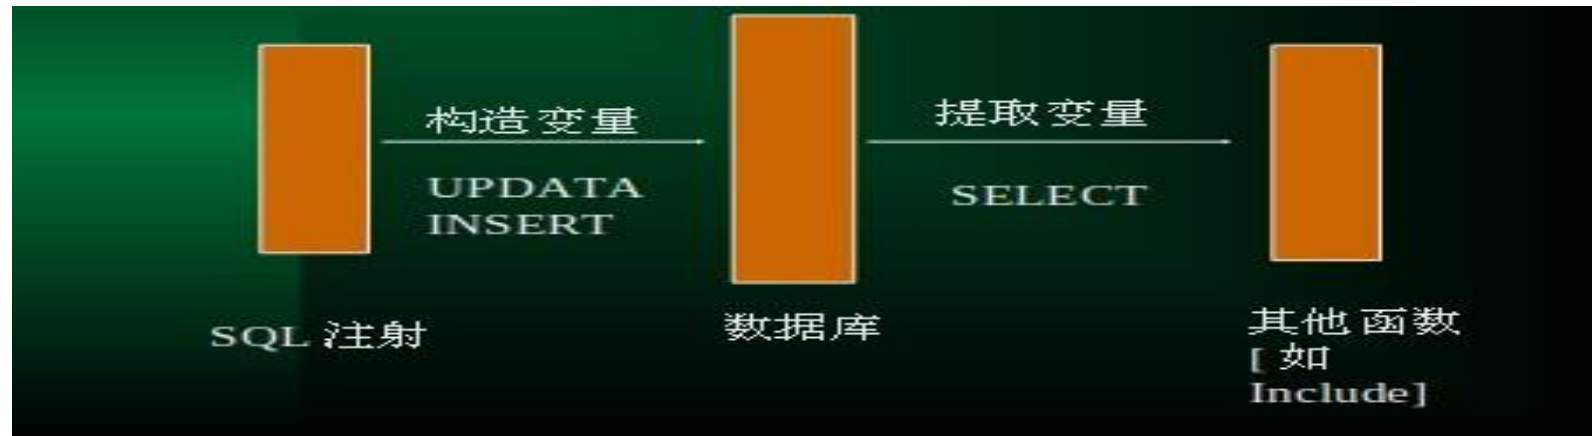 构造变量
UPDATA
INSERT
提取变量
SELECT
SQL 注射
数据库
其他函数
[ 如
Include]